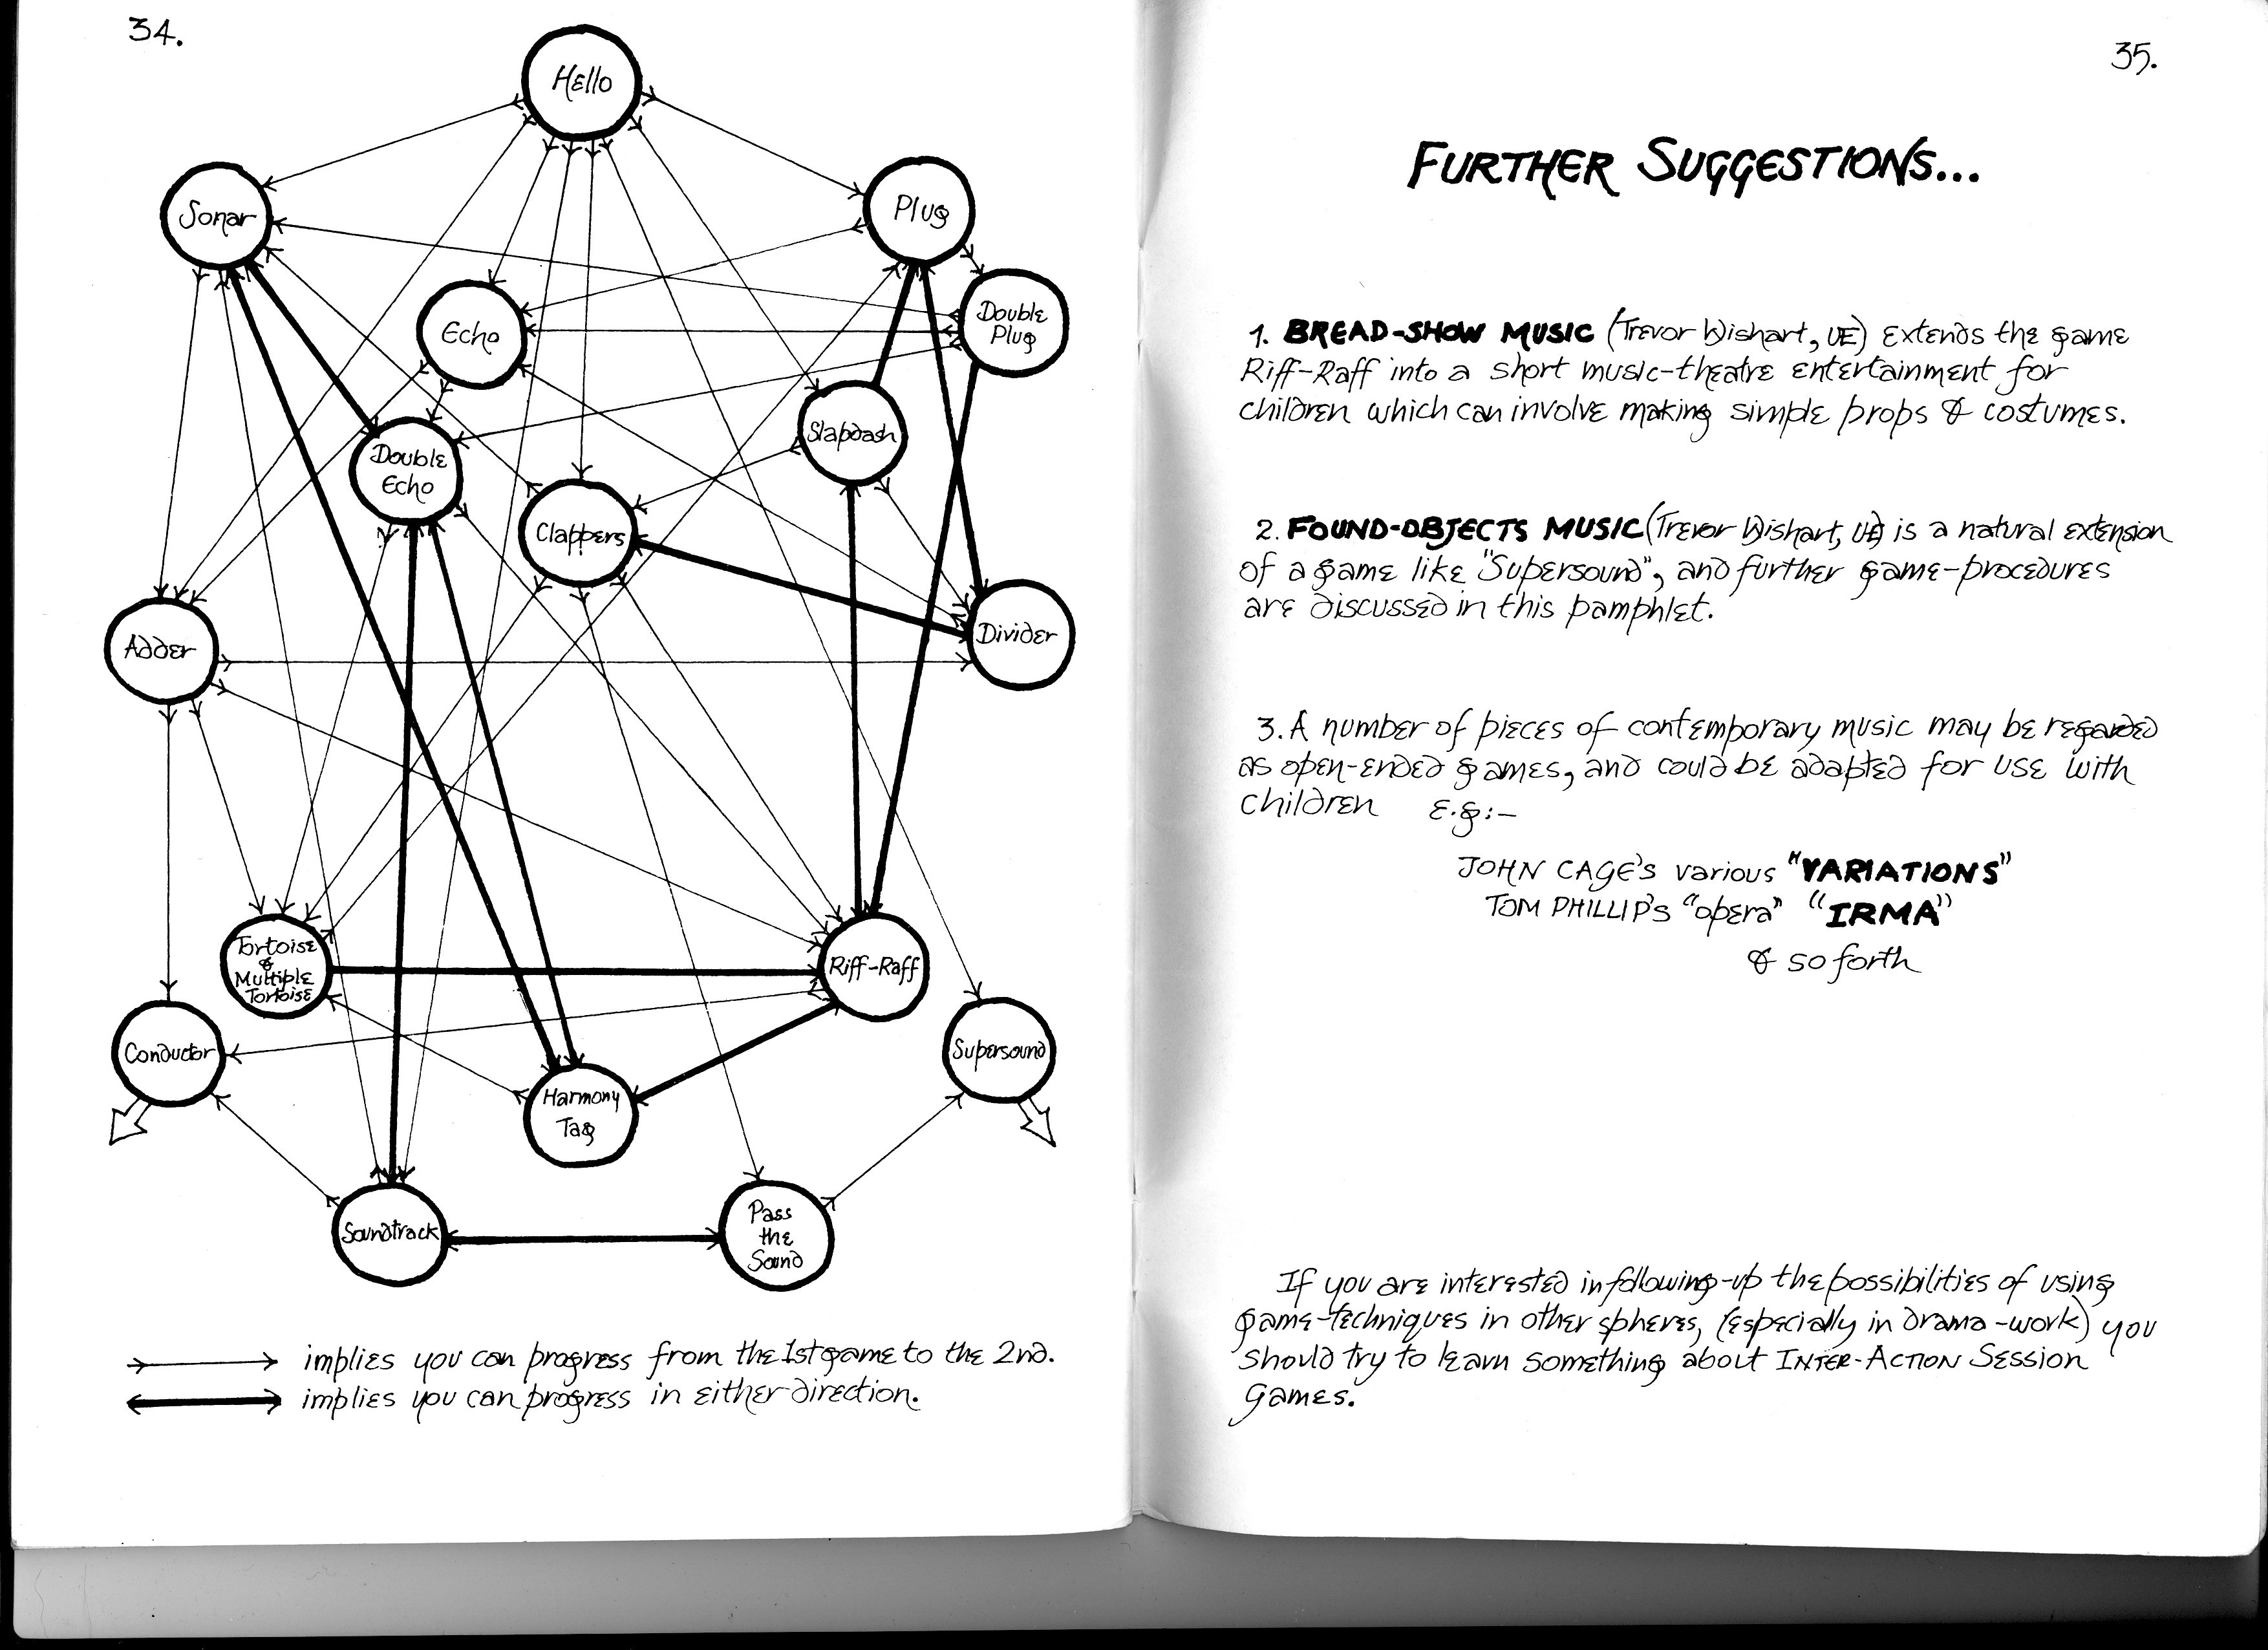 34.
Hello
Sonar
Plug
Echo
Double
Plug
Slapdash
Double
Echo
Clappers
Adder
Divider
Tortoise
&
Multiple
Tortoise
Riff-Raff
Conductor
Supersound
Harmony
Tag
Soundtrack
Pass
the
Sound
implies you can progress from the 1st game to the 2nd.
implies you can progress in either direction.
35.
FURTHER SUGGESTIONS...
1. BREAD-SHOW MUSIC (Trevor Wishart, UE) extends the game
Riff-Raff into a short music-theatre entertainment for
children which can involve making simple props & costumes.
2. FOUND-OBJECTS MUSIC (Trevor Wishart, UE) is a natural extension
of a game like "Supersound", and further game-procedures
are discussed in this pamphlet.
3. A number of pieces of contemporary music may be regarded
as open-ended games, and could be adapted for use with
children e.g:-
JOHN CAGE'S various "VARIATIONS"
TOM PHILLIP's "opera" "IRMA"
& so forth
If you are interested in following-up the possibilities of using
game-techniques in other spheres, (especially in drama-work) you
should try to learn something about INTER-ACTION SESSION
Games.